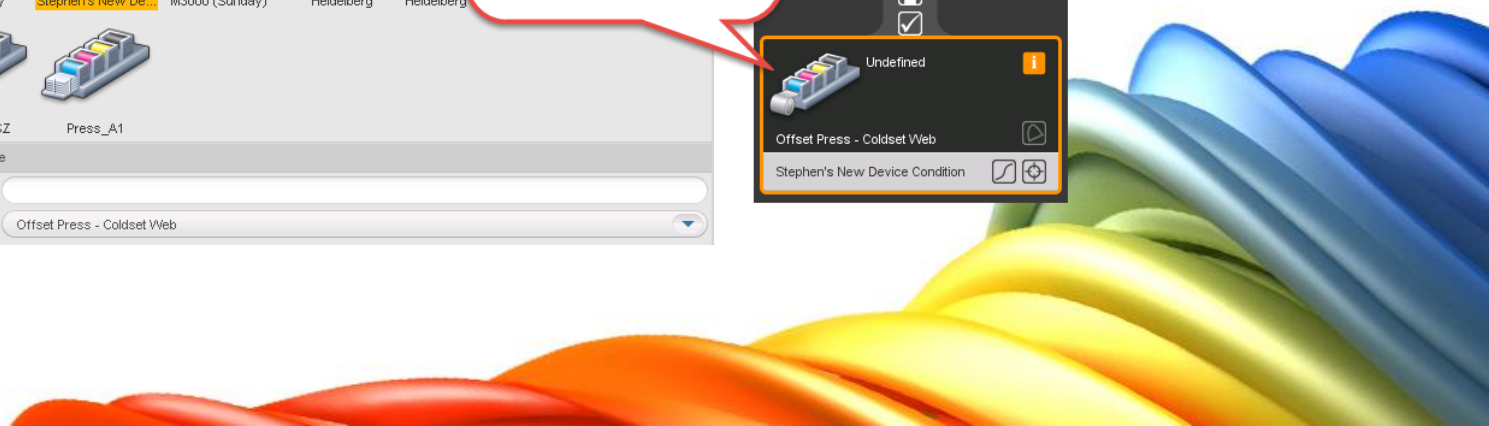 Stephen's New De... M3000 (Sunday) Heidelberg Heidelberg
Press_A1
Undefined
i
Offset Press - Coldset Web
Stephen's New Device Condition
Offset Press - Coldset Web